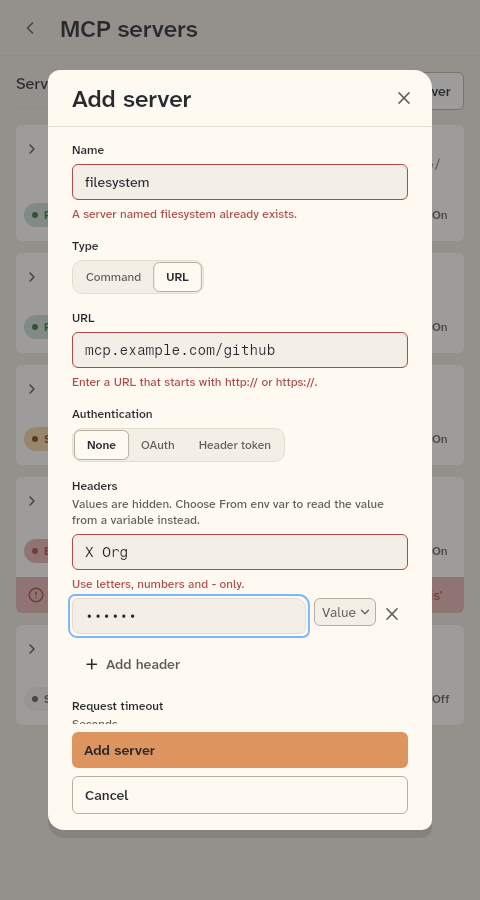 MCP servers
Serv
ver
Add server
Name
filesystem
A server named filesystem already exists.
Type
Command URL
URL
mcp.example.com/github
Enter a URL that starts with http:// or https://.
Authentication
None OAuth Header token
Headers
Values are hidden. Choose From env var to read the value
from a variable instead.
X Org
Use letters, numbers and - only.
••••••
Value
Add header
Request timeout
Seconds
Add server
Cancel
/
On
On
On
On
s'
Off